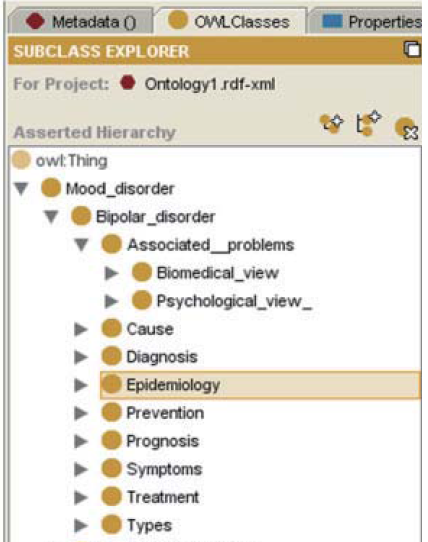 Metadata () OWLClasses Properties
SUBCLASS EXPLORER
For Project: Ontology1.rdf-xml
Asserted Hierarchy
owl:Thing
Mood_disorder
Bipolar_disorder
Associated__problems
Biomedical_view
Psychological_view_
Cause
Diagnosis
Epidemiology
Prevention
Prognosis
Symptoms
Treatment
Types